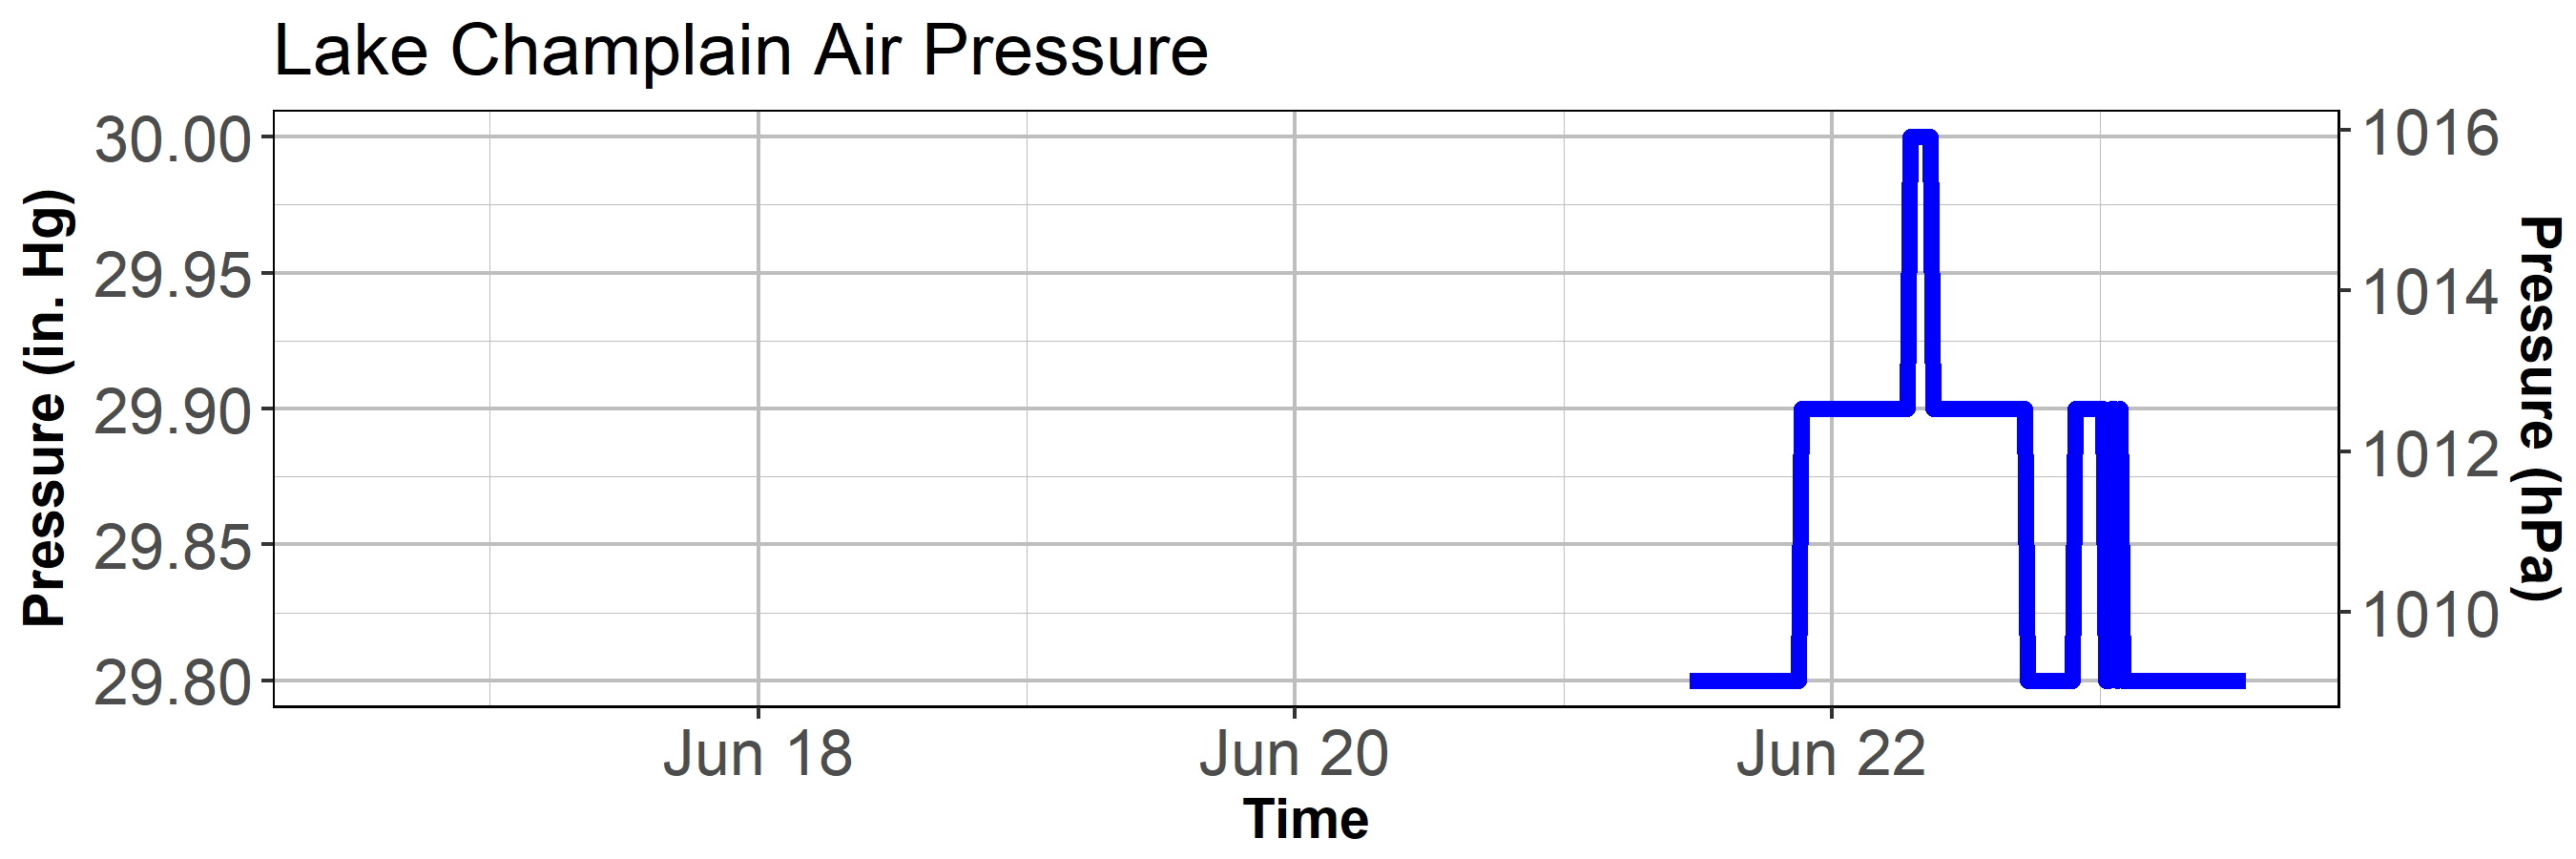 Lake Champlain Air Pressure
30.00
29.95
29.90
29.85
29.80
Pressure (in. Hg)
1016
1014
1012
1010
Pressure (hPa)
Jun 18 Jun 20 Jun 22
Time